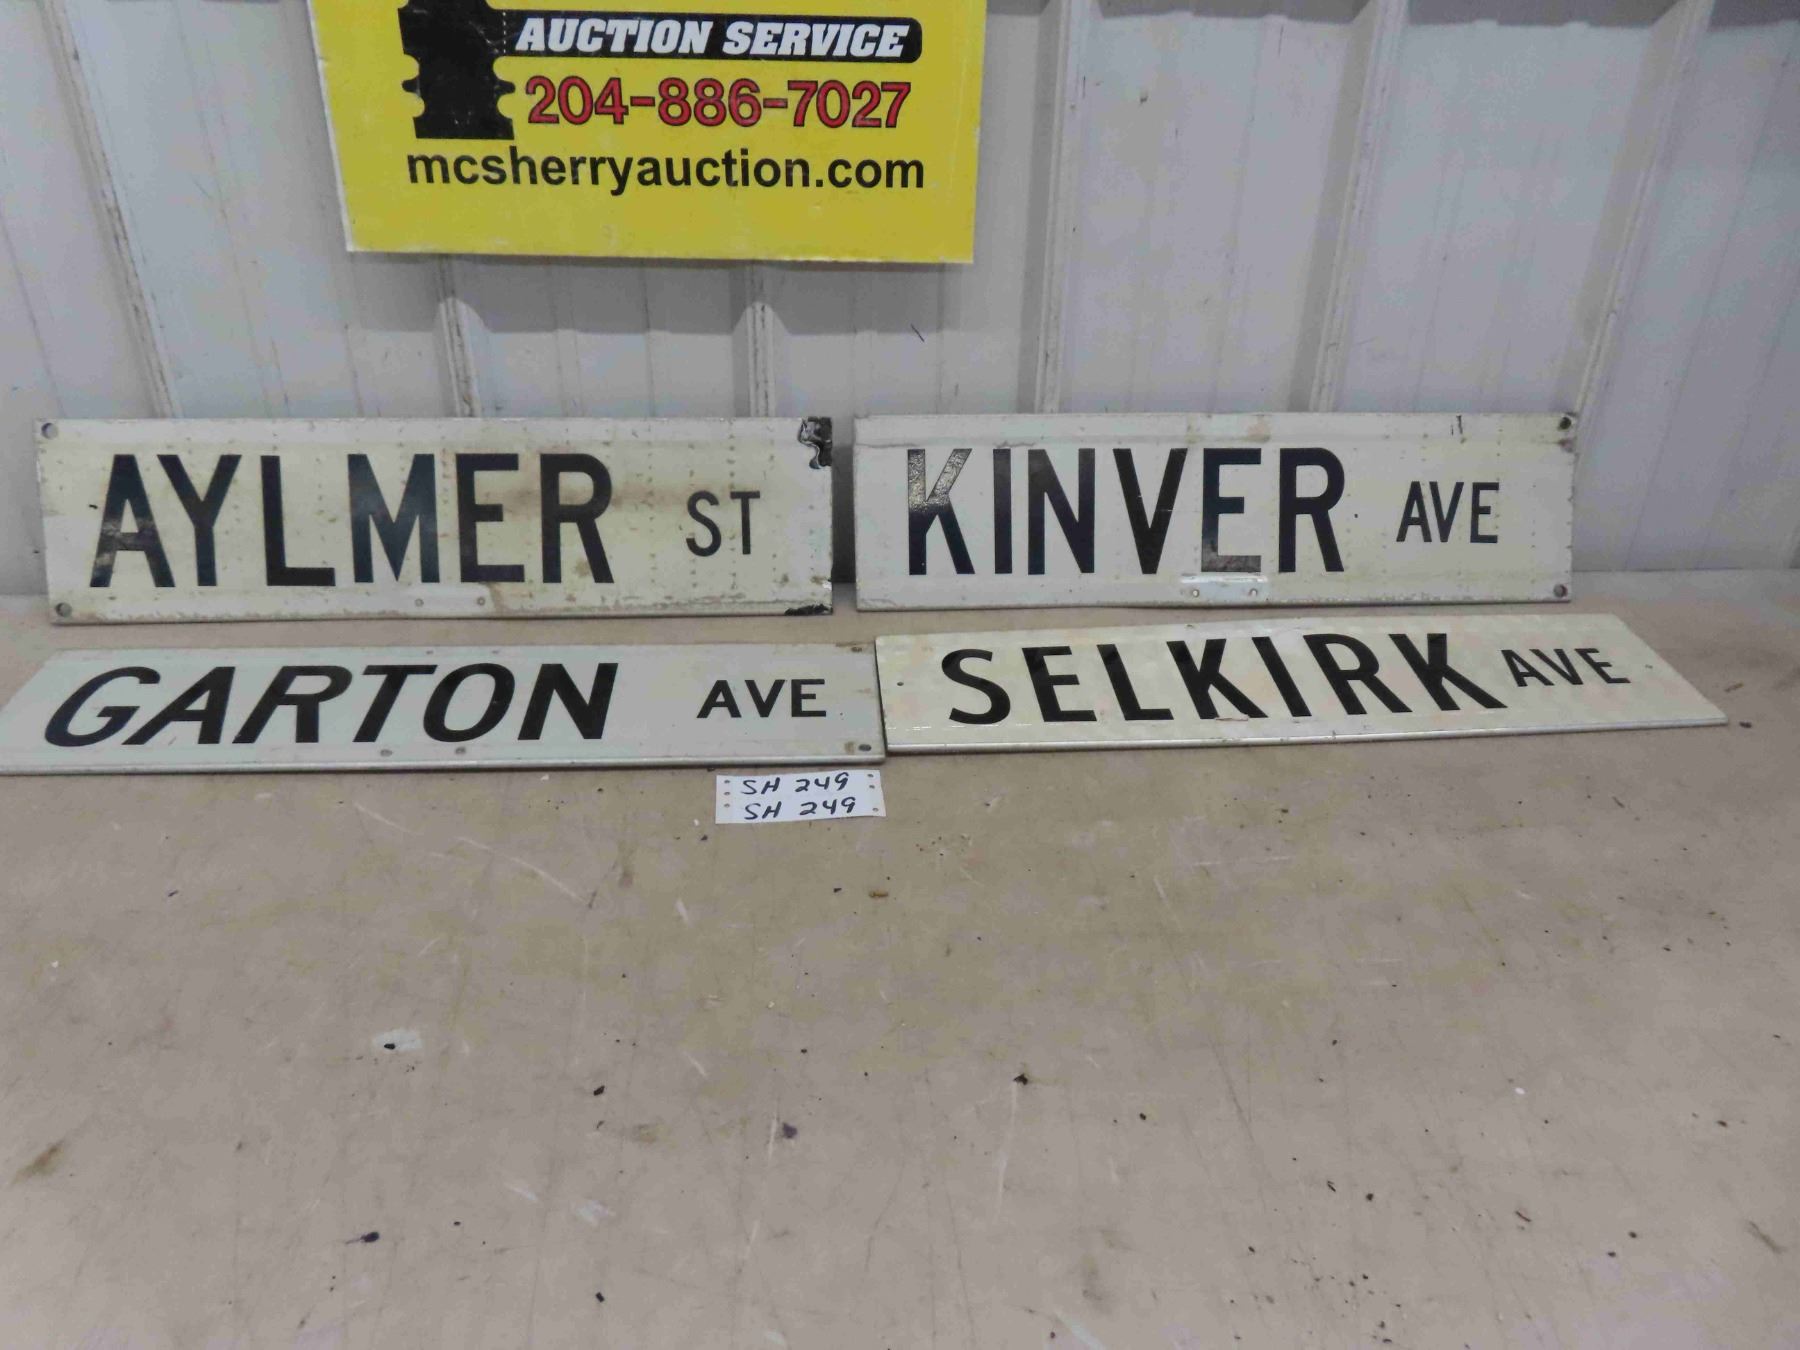 AUCTION SERVICE
204-886-7027
mcsherryauction.com
AYLMER ST
KINVER AVE
GARTON AVE
SELKIRK AVE
SH 249
SH 249